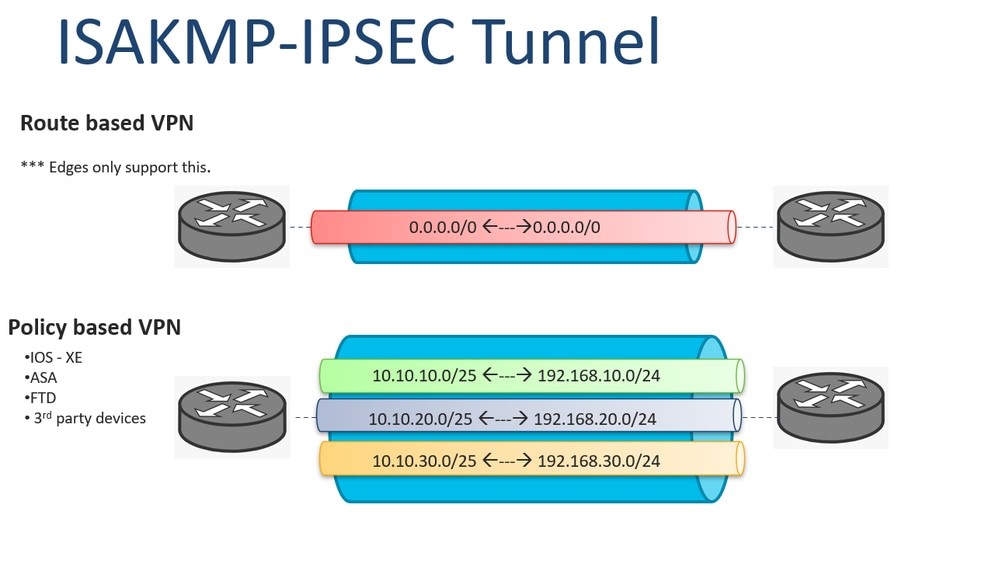 ISAKMP-IPSEC Tunnel
Route based VPN
*** Edges only support this.
0.0.0.0/0 ←---→0.0.0.0/0
Policy based VPN
•IOS - XE
•ASA
•FTD
• 3rd party devices
10.10.10.0/25 ←---→ 192.168.10.0/24
10.10.20.0/25 ←---→ 192.168.20.0/24
10.10.30.0/25 ←---→ 192.168.30.0/24